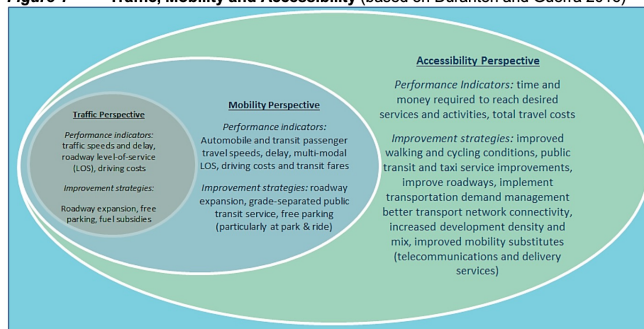 Figure 1 Traffic, Mobility and Accessibility (based on Duranton and Guerra 2016)
Traffic Perspective
Performance indicators:
traffic speeds and delay,
roadway level-of-service
(LOS), driving costs
Improvement strategies:
Roadway expansion, free
parking, fuel subsidies
Mobility Perspective
Performance indicators:
Automobile and transit passenger
travel speeds, delay, multi-modal
LOS, driving costs and transit fares
Improvement strategies: roadway
expansion, grade-separated public
transit service, free parking
(particularly at park & ride)
Accessibility Perspective
Performance Indicators: time and
money required to reach desired
services and activities, total travel costs
Improvement strategies: improved
walking and cycling conditions, public
transit and taxi service improvements,
improve roadways, implement
transportation demand management
better transport network connectivity,
increased development density and
mix, improved mobility substitutes
(telecommunications and delivery
services)